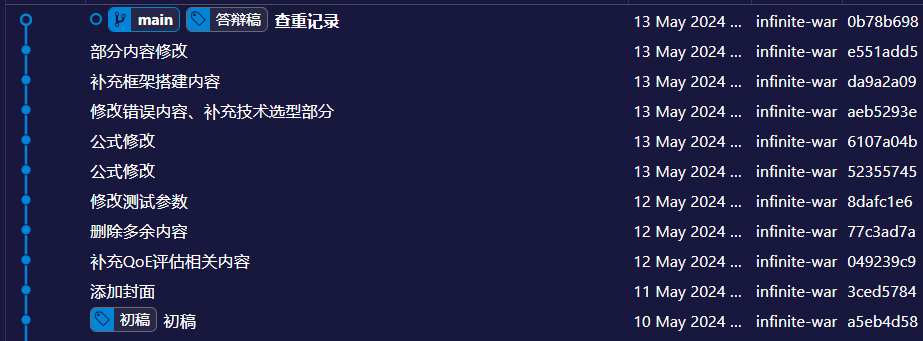 main 答辩稿 查重记录 13 May 2024 ... infinite-war 0b78b698
部分内容修改 13 May 2024 ... infinite-war e551add5
补充框架搭建内容 13 May 2024 ... infinite-war da9a2a09
修改错误内容、补充技术选型部分 13 May 2024 ... infinite-war aeb5293e
公式修改 13 May 2024 ... infinite-war 6107a04b
公式修改 13 May 2024 ... infinite-war 52355745
修改测试参数 12 May 2024 ... infinite-war 8dafc1e6
删除多余内容 12 May 2024 ... infinite-war 77c3ad7a
补充QoE评估相关内容 12 May 2024 ... infinite-war 049239c9
添加封面 11 May 2024 ... infinite-war 3ced5784
初稿 初稿 10 May 2024 ... infinite-war a5eb4d58